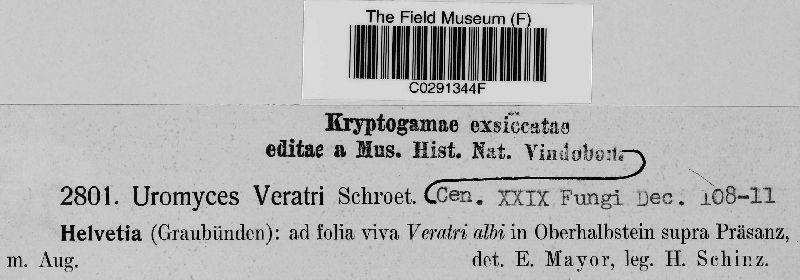 The Field Museum (F)
C0291344F
Kryptogamae exsiccatae
editae a Mus. Hist. Nat. Vindobon.
2801. Uromyces Veratri Schroet. Cen. XXIX Fungi Dec. 108-11
Helvetia (Graubünden): ad folia viva Veratri albi in Oberhalbstein supra Präsanz,
m. Aug. det. E. Mayor, leg. H. Schinz.